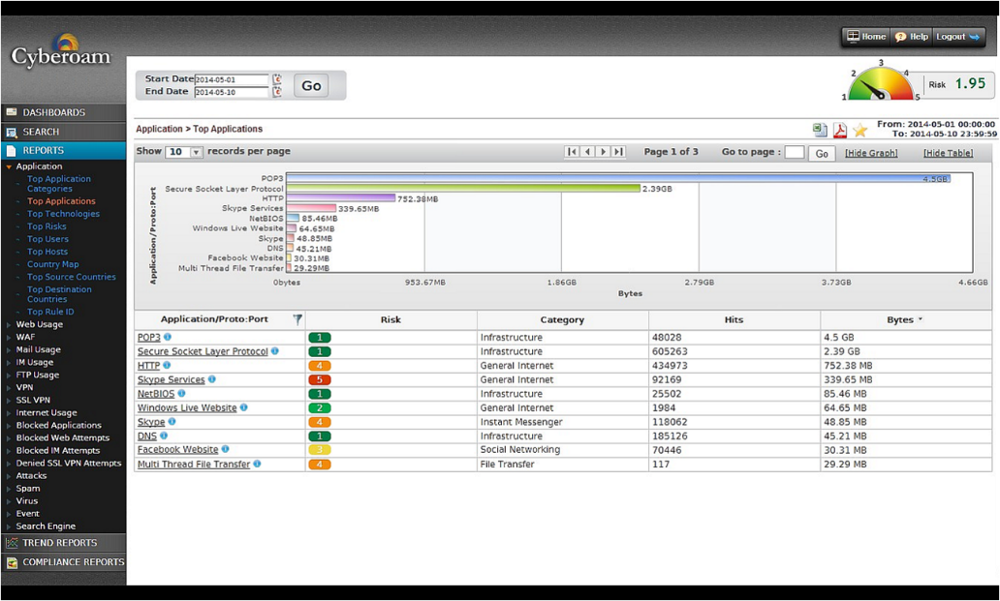 Cyberoam
Home Help Logout
Start Date 2014-05-01
End Date 2014-05-10
Go
1 2 3 4 5
Risk 1.95
DASHBOARDS
SEARCH
REPORTS
Application
Top Application
Categories
Top Applications
Top Technologies
Top Risks
Top Users
Top Hosts
Country Map
Top Source Countries
Top Destination
Countries
Top Rule ID
Web Usage
WAF
Mail Usage
IM Usage
FTP Usage
VPN
SSL VPN
Internet Usage
Blocked Applications
Blocked Web Attempts
Blocked IM Attempts
Denied SSL VPN Attempts
Attacks
Spam
Virus
Event
Search Engine
TREND REPORTS
COMPLIANCE REPORTS
Application > Top Applications
From: 2014-05-01 00:00:00
To: 2014-05-10 23:59:59
Show 10 records per page
Page 1 of 3 Go to page : Go [Hide Graph] [Hide Table]
Application/Proto:Port
POP3 4.5GB
Secure Socket Layer Protocol 2.39GB
HTTP 752.38MB
Skype Services 339.65MB
NetBIOS 85.46MB
Windows Live Website 64.65MB
Skype 48.85MB
DNS 45.21MB
Facebook Website 30.31MB
Multi Thread File Transfer 29.29MB
0bytes 953.67MB 1.86GB 2.79GB 3.73GB 4.66GB
Bytes
Application/Proto:Port Risk Category Hits Bytes
POP3 1 Infrastructure 48028 4.5 GB
Secure Socket Layer Protocol 1 Infrastructure 605263 2.39 GB
HTTP 4 General Internet 434973 752.38 MB
Skype Services 5 General Internet 92169 339.65 MB
NetBIOS 1 Infrastructure 25502 85.46 MB
Windows Live Website 2 General Internet 1984 64.65 MB
Skype 4 Instant Messenger 118062 48.85 MB
DNS 1 Infrastructure 185126 45.21 MB
Facebook Website 3 Social Networking 70446 30.31 MB
Multi Thread File Transfer 4 File Transfer 117 29.29 MB